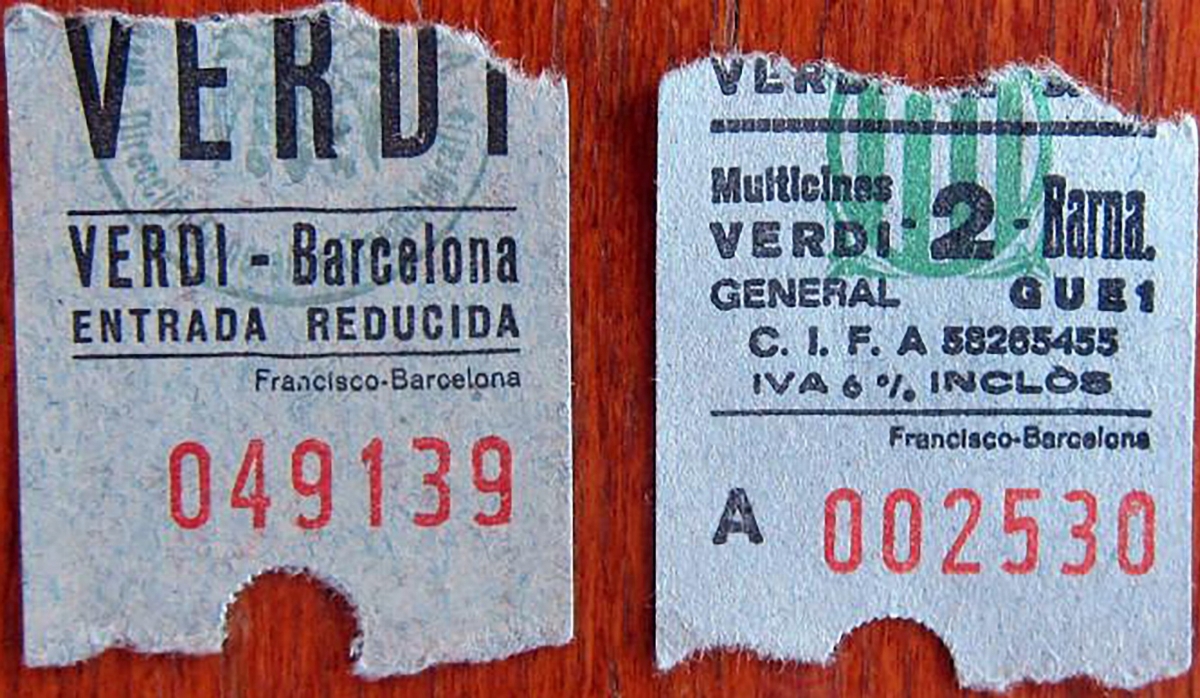 VERDI
VERDI - Barcelona
ENTRADA REDUCIDA
Francisco-Barcelona
049139
Multicines
VERDI - 2 - Barna.
GENERAL GUE1
C. I. F. A 58265455
IVA 6 % INCLÒS
Francisco-Barcelona
A 002530